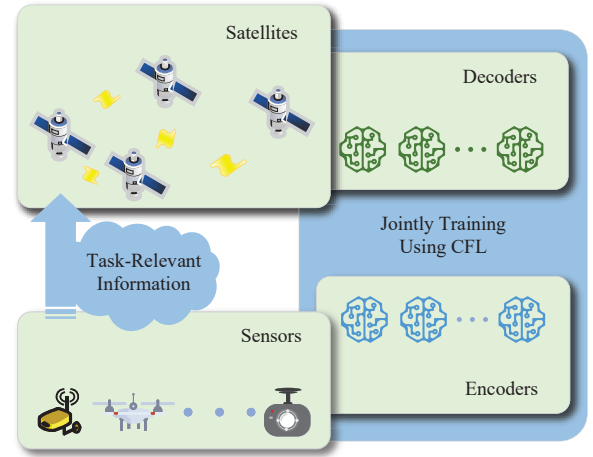 Satellites
Decoders
Jointly Training
Using CFL
Task-Relevant
Information
Sensors
Encoders